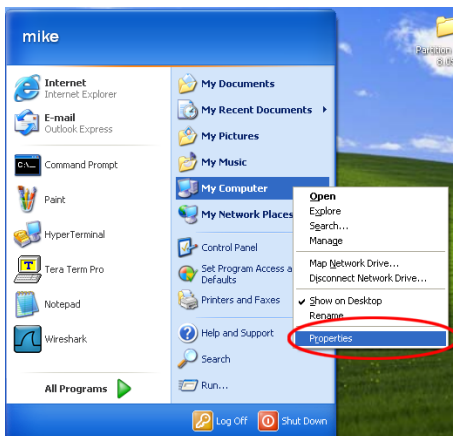 mike
Partition
8.05
Internet
Internet Explorer
E-mail
Outlook Express
Command Prompt
C:\_
Paint
HyperTerminal
Tera Term Pro
T
Notepad
Wireshark
All Programs
My Documents
My Recent Documents
My Pictures
My Music
My Computer
My Network Places
Control Panel
Set Program Access a
Defaults
Printers and Faxes
Help and Support
Search
Run...
Open
Explore
Search...
Manage
Map Network Drive...
Disconnect Network Drive...
Show on Desktop
Rename
Properties
Log Off
Shut Down